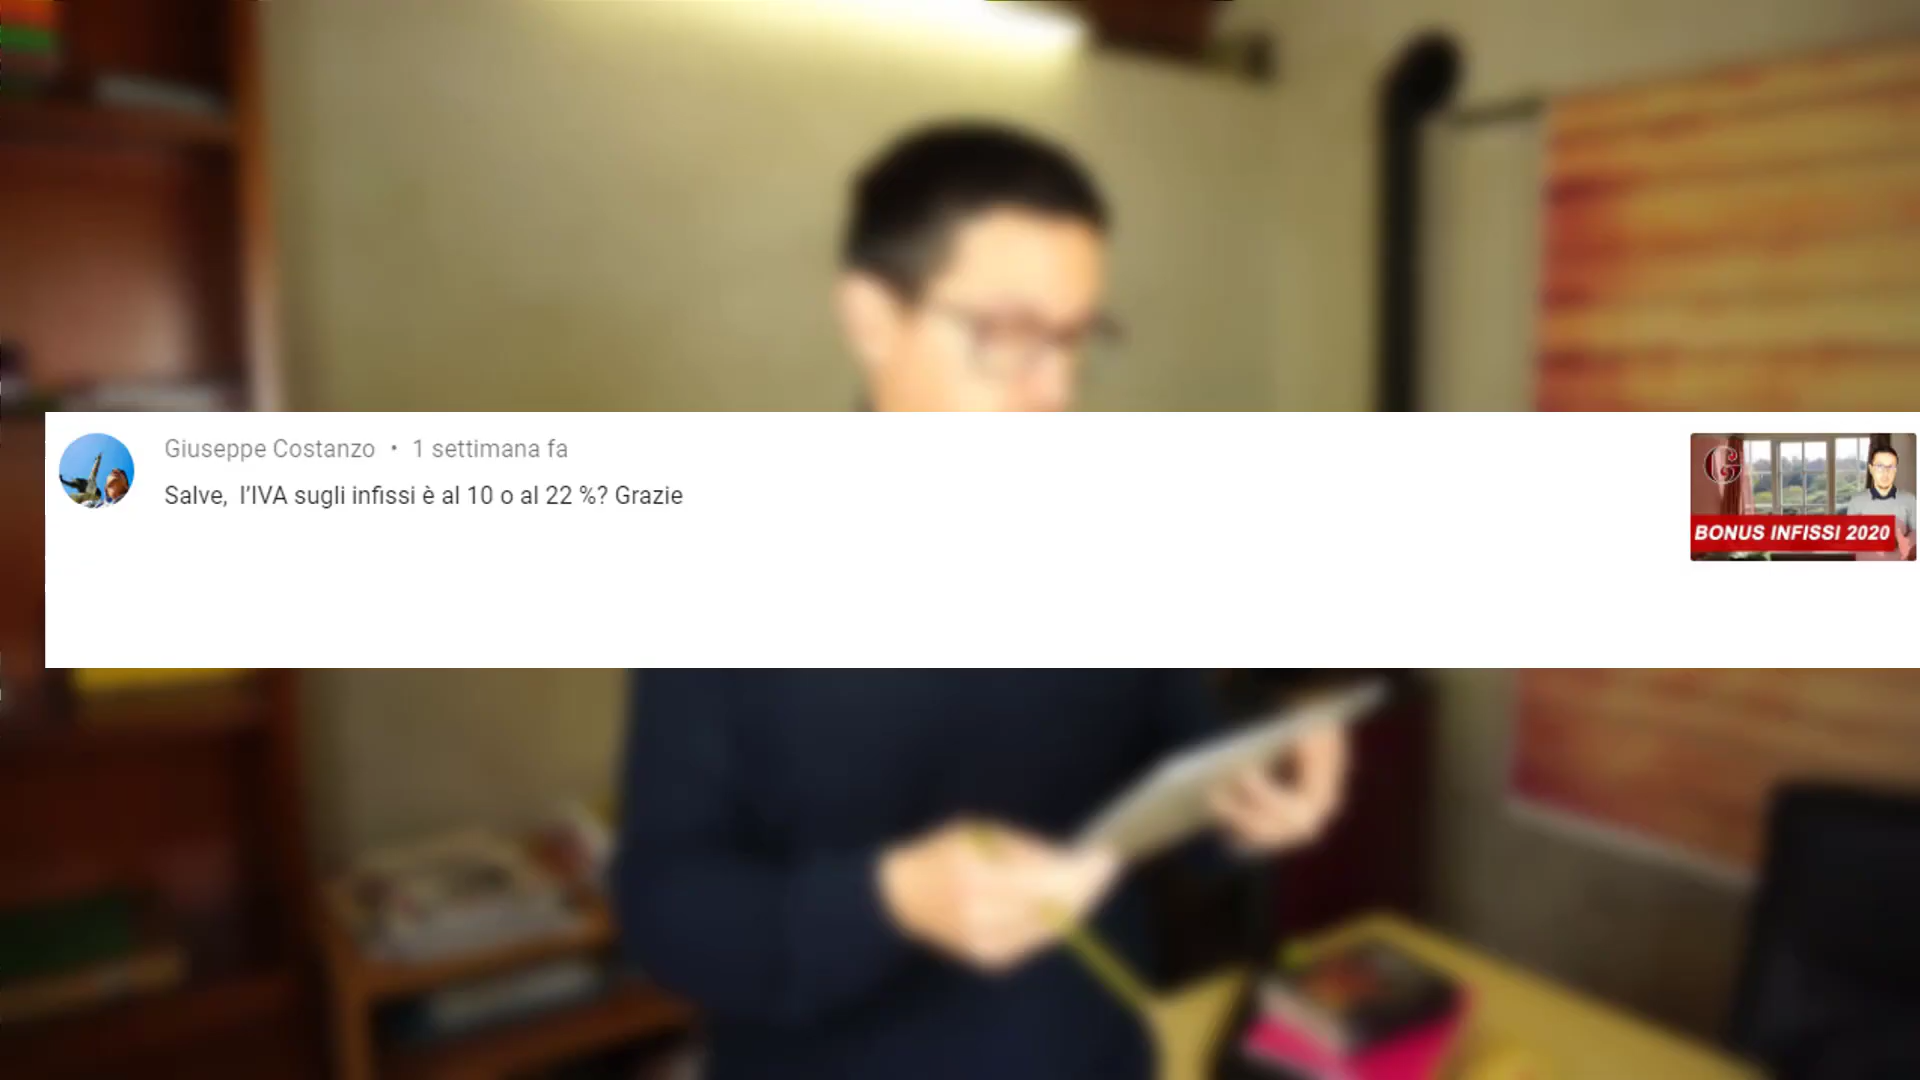 Giuseppe Costanzo • 1 settimana fa
Salve,  l'IVA sugli infissi è al 10 o al 22 %? Grazie
BONUS INFISSI 2020